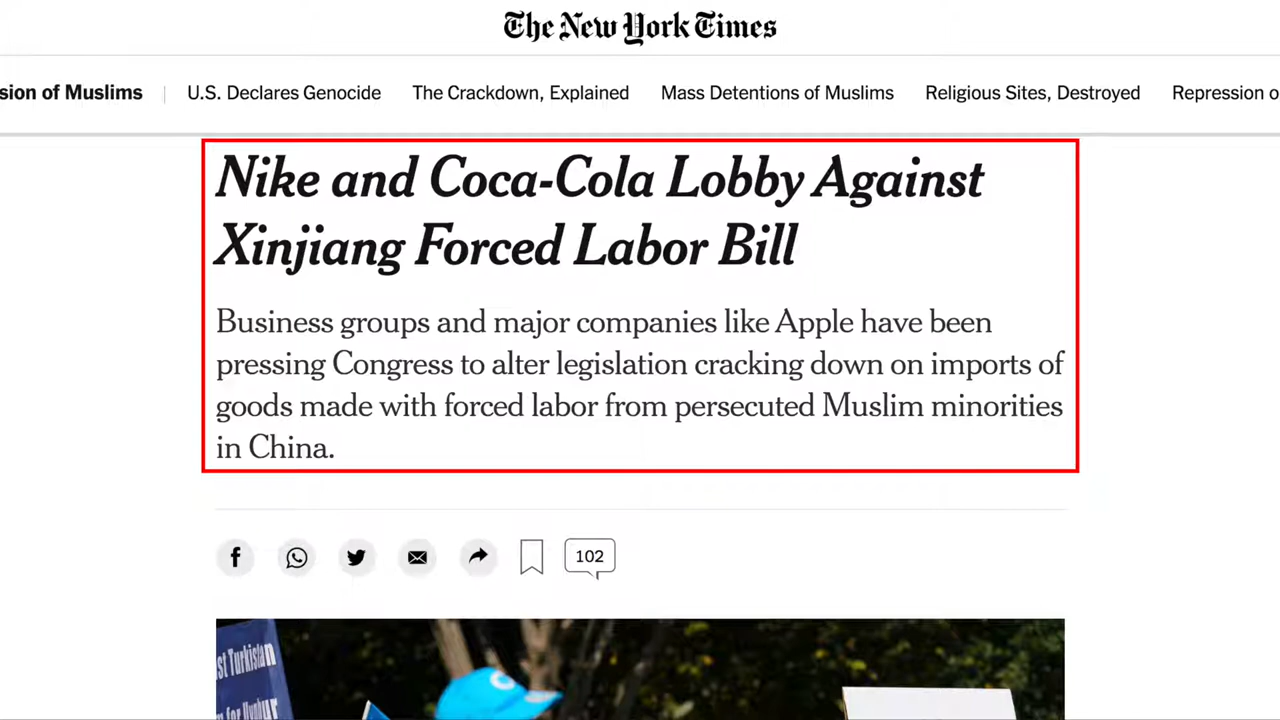 The New York Times
sion of Muslims
U.S. Declares Genocide
The Crackdown, Explained
Mass Detentions of Muslims
Religious Sites, Destroyed
Repression o
Nike and Coca-Cola Lobby Against
Xinjiang Forced Labor Bill
Business groups and major companies like Apple have been
pressing Congress to alter legislation cracking down on imports of
goods made with forced labor from persecuted Muslim minorities
in China.
102
st Turkistan
for